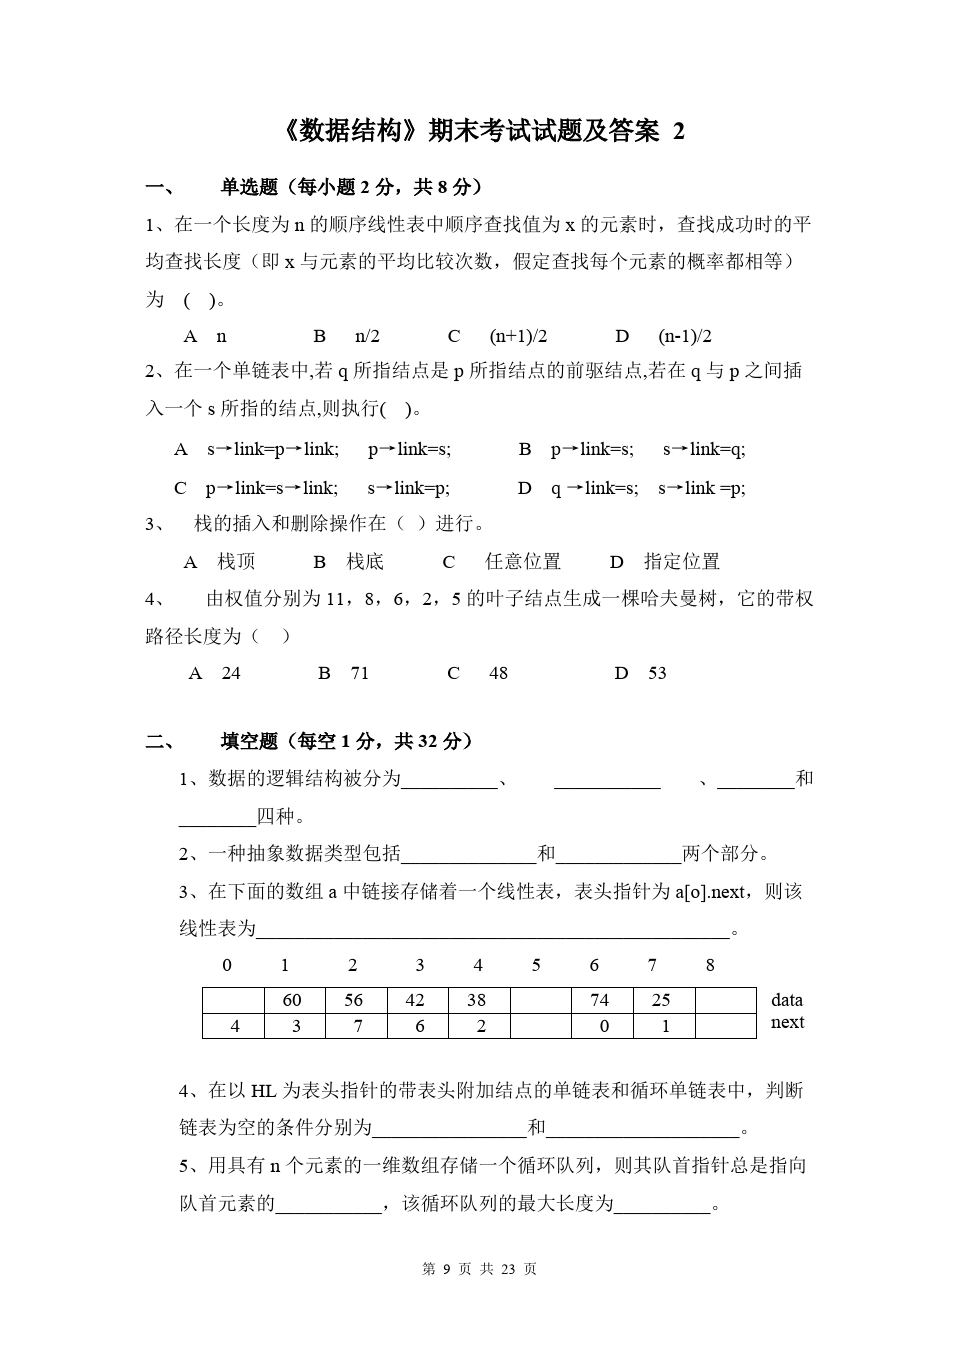 《数据结构》期末考试试题及答案 2
一、 单选题（每小题 2 分，共 8 分）
1、在一个长度为 n 的顺序线性表中顺序查找值为 x 的元素时，查找成功时的平
均查找长度（即 x 与元素的平均比较次数，假定查找每个元素的概率都相等）
为 ( )。
A n B n/2 C (n+1)/2 D (n-1)/2
2、在一个单链表中,若 q 所指结点是 p 所指结点的前驱结点,若在 q 与 p 之间插
入一个 s 所指的结点,则执行( )。
A s→link=p→link; p→link=s; B p→link=s; s→link=q;
C p→link=s→link; s→link=p; D q →link=s; s→link =p;
3、 栈的插入和删除操作在（ ）进行。
A 栈顶 B 栈底 C 任意位置 D 指定位置
4、 由权值分别为 11，8，6，2，5 的叶子结点生成一棵哈夫曼树，它的带权
路径长度为（ ）
A 24 B 71 C 48 D 53
二、 填空题（每空 1 分，共 32 分）
1、数据的逻辑结构被分为__________、 ___________ 、________和
________四种。
2、一种抽象数据类型包括______________和_____________两个部分。
3、在下面的数组 a 中链接存储着一个线性表，表头指针为 a[o].next，则该
线性表为_________________________________________________。
0 1 2 3 4 5 6 7 8
60 56 42 38 74 25 data
4 3 7 6 2 0 1 next
4、在以 HL 为表头指针的带表头附加结点的单链表和循环单链表中，判断
链表为空的条件分别为________________和____________________。
5、用具有 n 个元素的一维数组存储一个循环队列，则其队首指针总是指向
队首元素的___________，该循环队列的最大长度为__________。
第 9 页 共 23 页